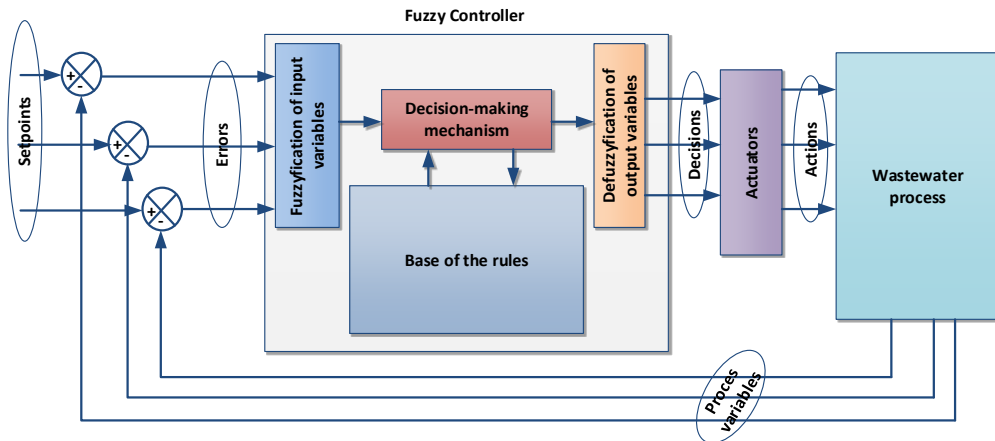 Fuzzy Controller
Setpoints
+
-
+
-
+
-
Errors
Fuzzyfication of input
variables
Decision-making
mechanism
Base of the rules
Defuzzyfication of
output variables
Decisions
Actuators
Actions
Wastewater
process
Proces
variables